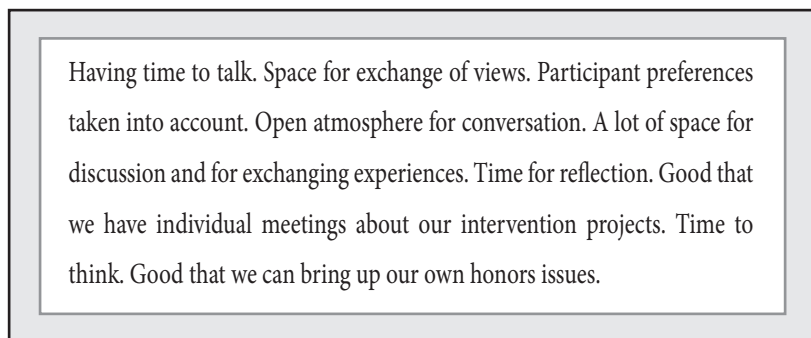 Having time to talk. Space for exchange of views. Participant preferences
taken into account. Open atmosphere for conversation. A lot of space for
discussion and for exchanging experiences. Time for reflection. Good that
we have individual meetings about our intervention projects. Time to
think. Good that we can bring up our own honors issues.